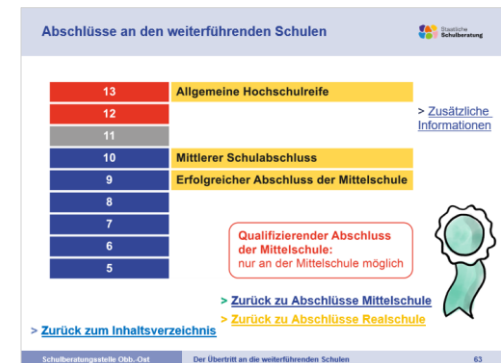 Abschlüsse an den weiterführenden Schulen
Staatliche
Schulberatung
13 Allgemeine Hochschulreife
12
> Zusätzliche
Informationen
11
10 Mittlerer Schulabschluss
9 Erfolgreicher Abschluss der Mittelschule
8
7
6
5
Qualifizierender Abschluss
der Mittelschule:
nur an der Mittelschule möglich
> Zurück zu Abschlüsse Mittelschule
> Zurück zu Abschlüsse Realschule
> Zurück zum Inhaltsverzeichnis
Schulberatungsstelle Obb.-Ost Der Übertritt an die weiterführenden Schulen 63